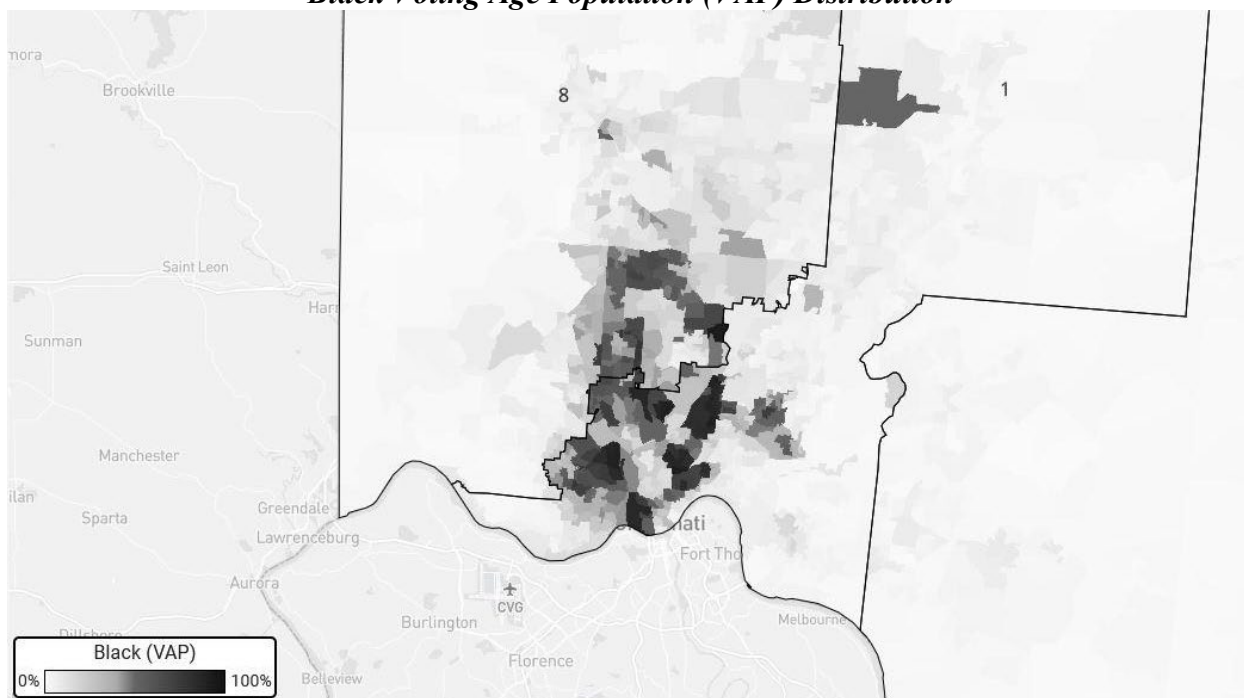 Black Voting Age Population (VAP) Distribution
Brookville
8
1
Saint Leon
Sunman
Manchester
Sparta
Greendale
Lawrenceburg
Aurora
Fort Tho
CVG
Burlington
Melbourne
Florence
Belleview
Black (VAP)
0% 100%